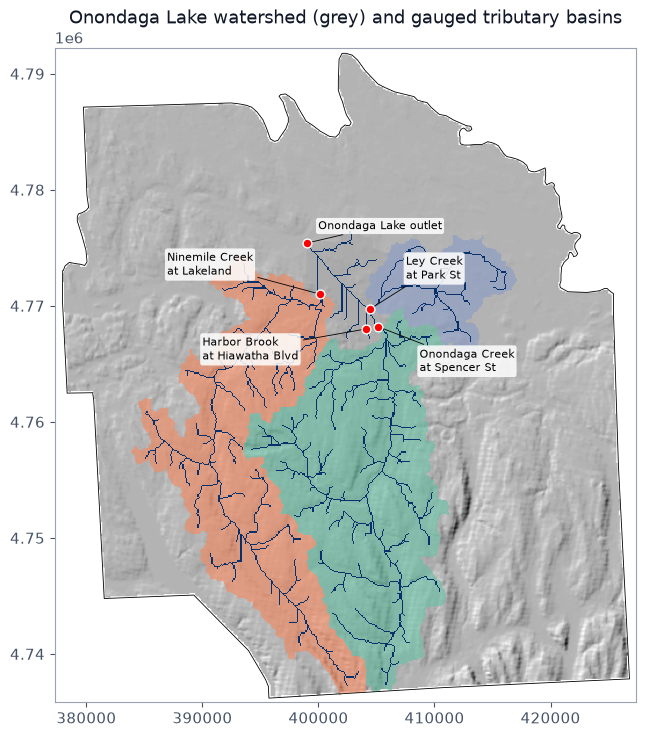 Onondaga Lake watershed (grey) and gauged tributary basins
1e6
4.79
4.78
4.77
4.76
4.75
4.74
Onondaga Lake outlet
Ninemile Creek
at Lakeland
Ley Creek
at Park St
Harbor Brook
at Hiawatha Blvd
Onondaga Creek
at Spencer St
380000
390000
400000
410000
420000